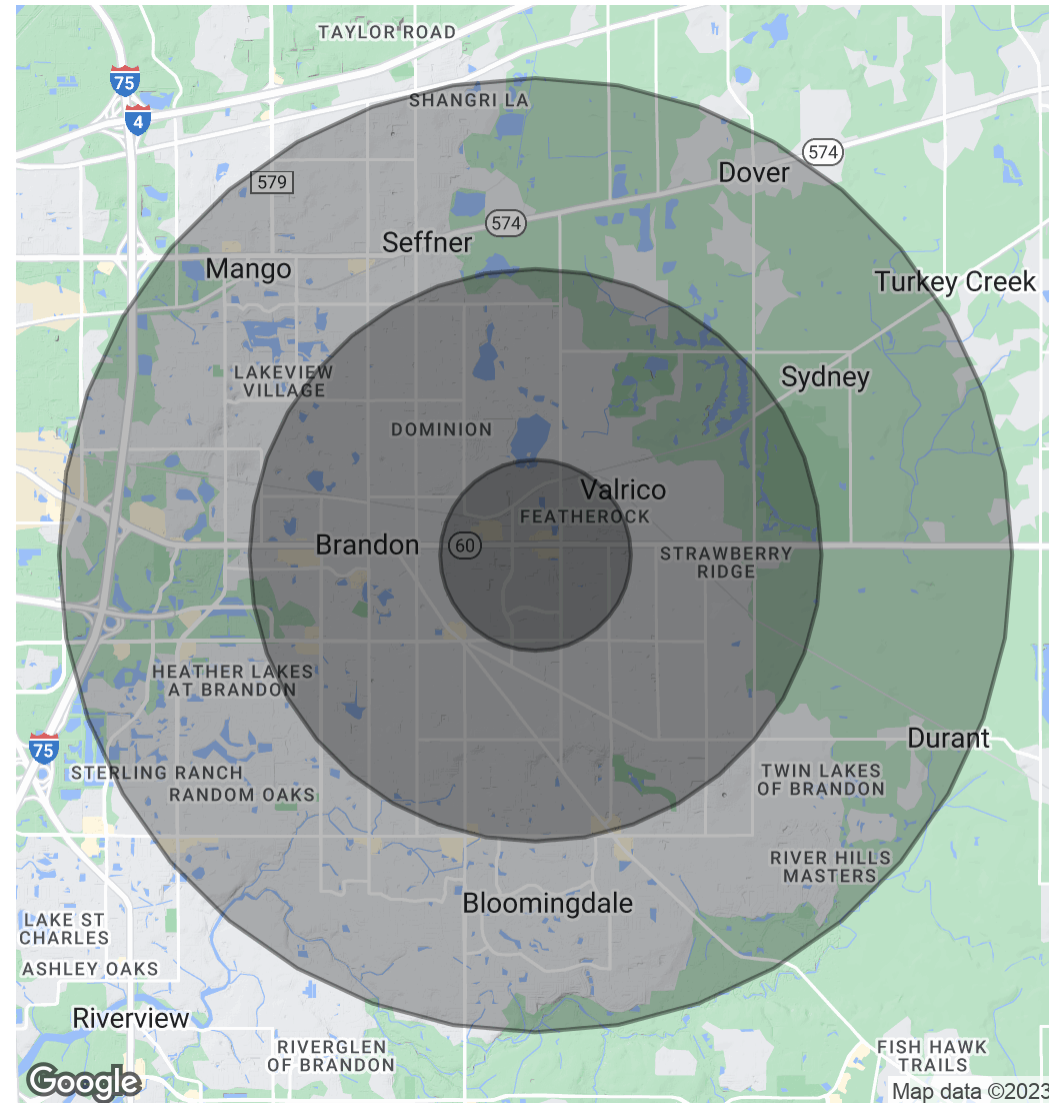 TAYLOR ROAD
75
SHANGRI LA
4
574
Dover
579
574
Seffner
Mango
Turkey Creek
LAKEVIEW
VILLAGE
Sydney
DOMINION
Valrico
FEATHEROCK
Brandon
60
STRAWBERRY
RIDGE
HEATHER LAKES
AT BRANDON
75
Durant
STERLING RANCH
RANDOM OAKS
TWIN LAKES
OF BRANDON
RIVER HILLS
MASTERS
Bloomingdale
LAKE ST
CHARLES
ASHLEY OAKS
Riverview
RIVERGLEN
OF BRANDON
FISH HAWK
TRAILS
Google
Map data ©2023